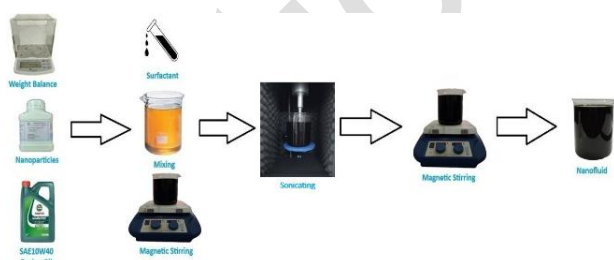 Weight Balance
Surfactant
Nanoparticles
Mixing
Sonicating
Magnetic Stirring
Nanofluid
SAE10W40
Magnetic Stirring